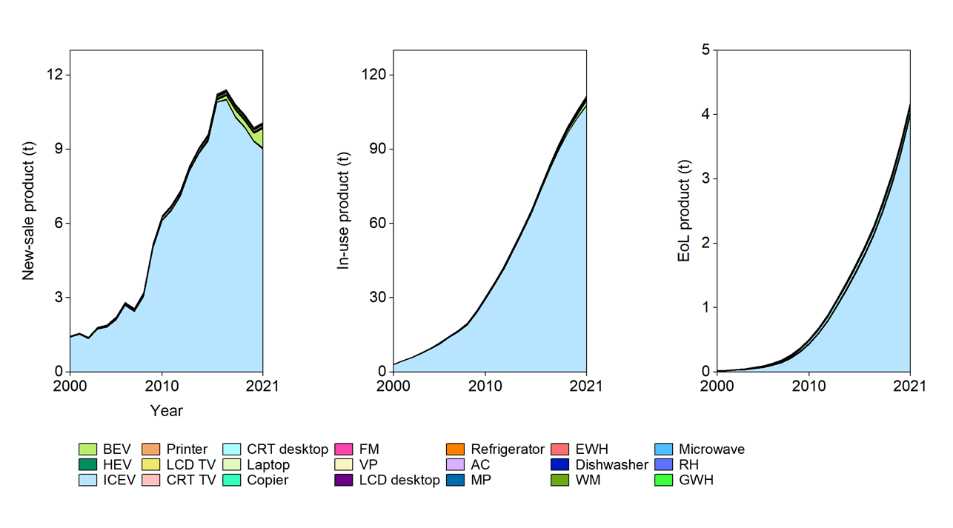 12
9
6
3
0
New-sale product (t)
2000 2010 2021
Year
120
90
60
30
0
In-use product (t)
2000 2010 2021
5
4
3
2
1
0
EoL product (t)
2000 2010 2021
BEV Printer CRT desktop FM Refrigerator EWH Microwave
HEV LCD TV Laptop VP AC Dishwasher RH
ICEV CRT TV Copier LCD desktop MP WM GWH